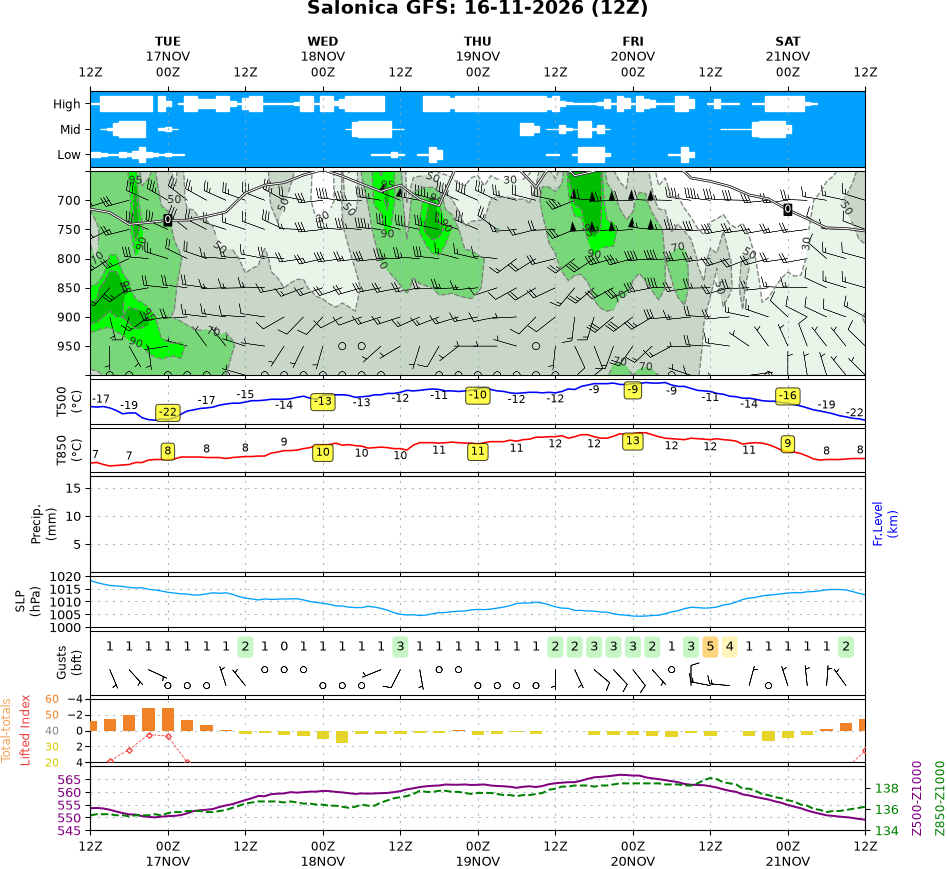 Salonica GFS: 16-11-2026 (12Z)
TUE WED THU FRI SAT
17NOV 18NOV 19NOV 20NOV 21NOV
12Z 00Z 12Z 00Z 12Z 00Z 12Z 00Z 12Z 00Z 12Z
High
Mid
Low
700
750
800
850
900
950
T500
(°C)
-17 -19 -22 -17 -15 -14 -13 -13 -12 -11 -10 -12 -12 -9 -9 -9 -11 -14 -16 -19 -22
T850
(°C)
7 7 8 8 8 9 10 10 10 11 11 11 12 12 13 12 12 11 9 8 8
Precip.
(mm)
15
10
5
Fr.Level
(km)
SLP
(hPa)
1020
1015
1010
1005
1000
Gusts
(bft)
1 1 1 1 1 1 1 2 1 0 1 1 1 1 1 3 1 1 1 1 1 1 1 2 2 3 3 3 2 1 3 5 4 1 1 1 1 1 2
Total-totals
60
50
40
30
20
Lifted Index
−4
−2
0
2
4
565
560
555
550
545
138
136
134
Z500-Z1000
Z850-Z1000
12Z 00Z 12Z 00Z 12Z 00Z 12Z 00Z 12Z 00Z 12Z
17NOV 18NOV 19NOV 20NOV 21NOV